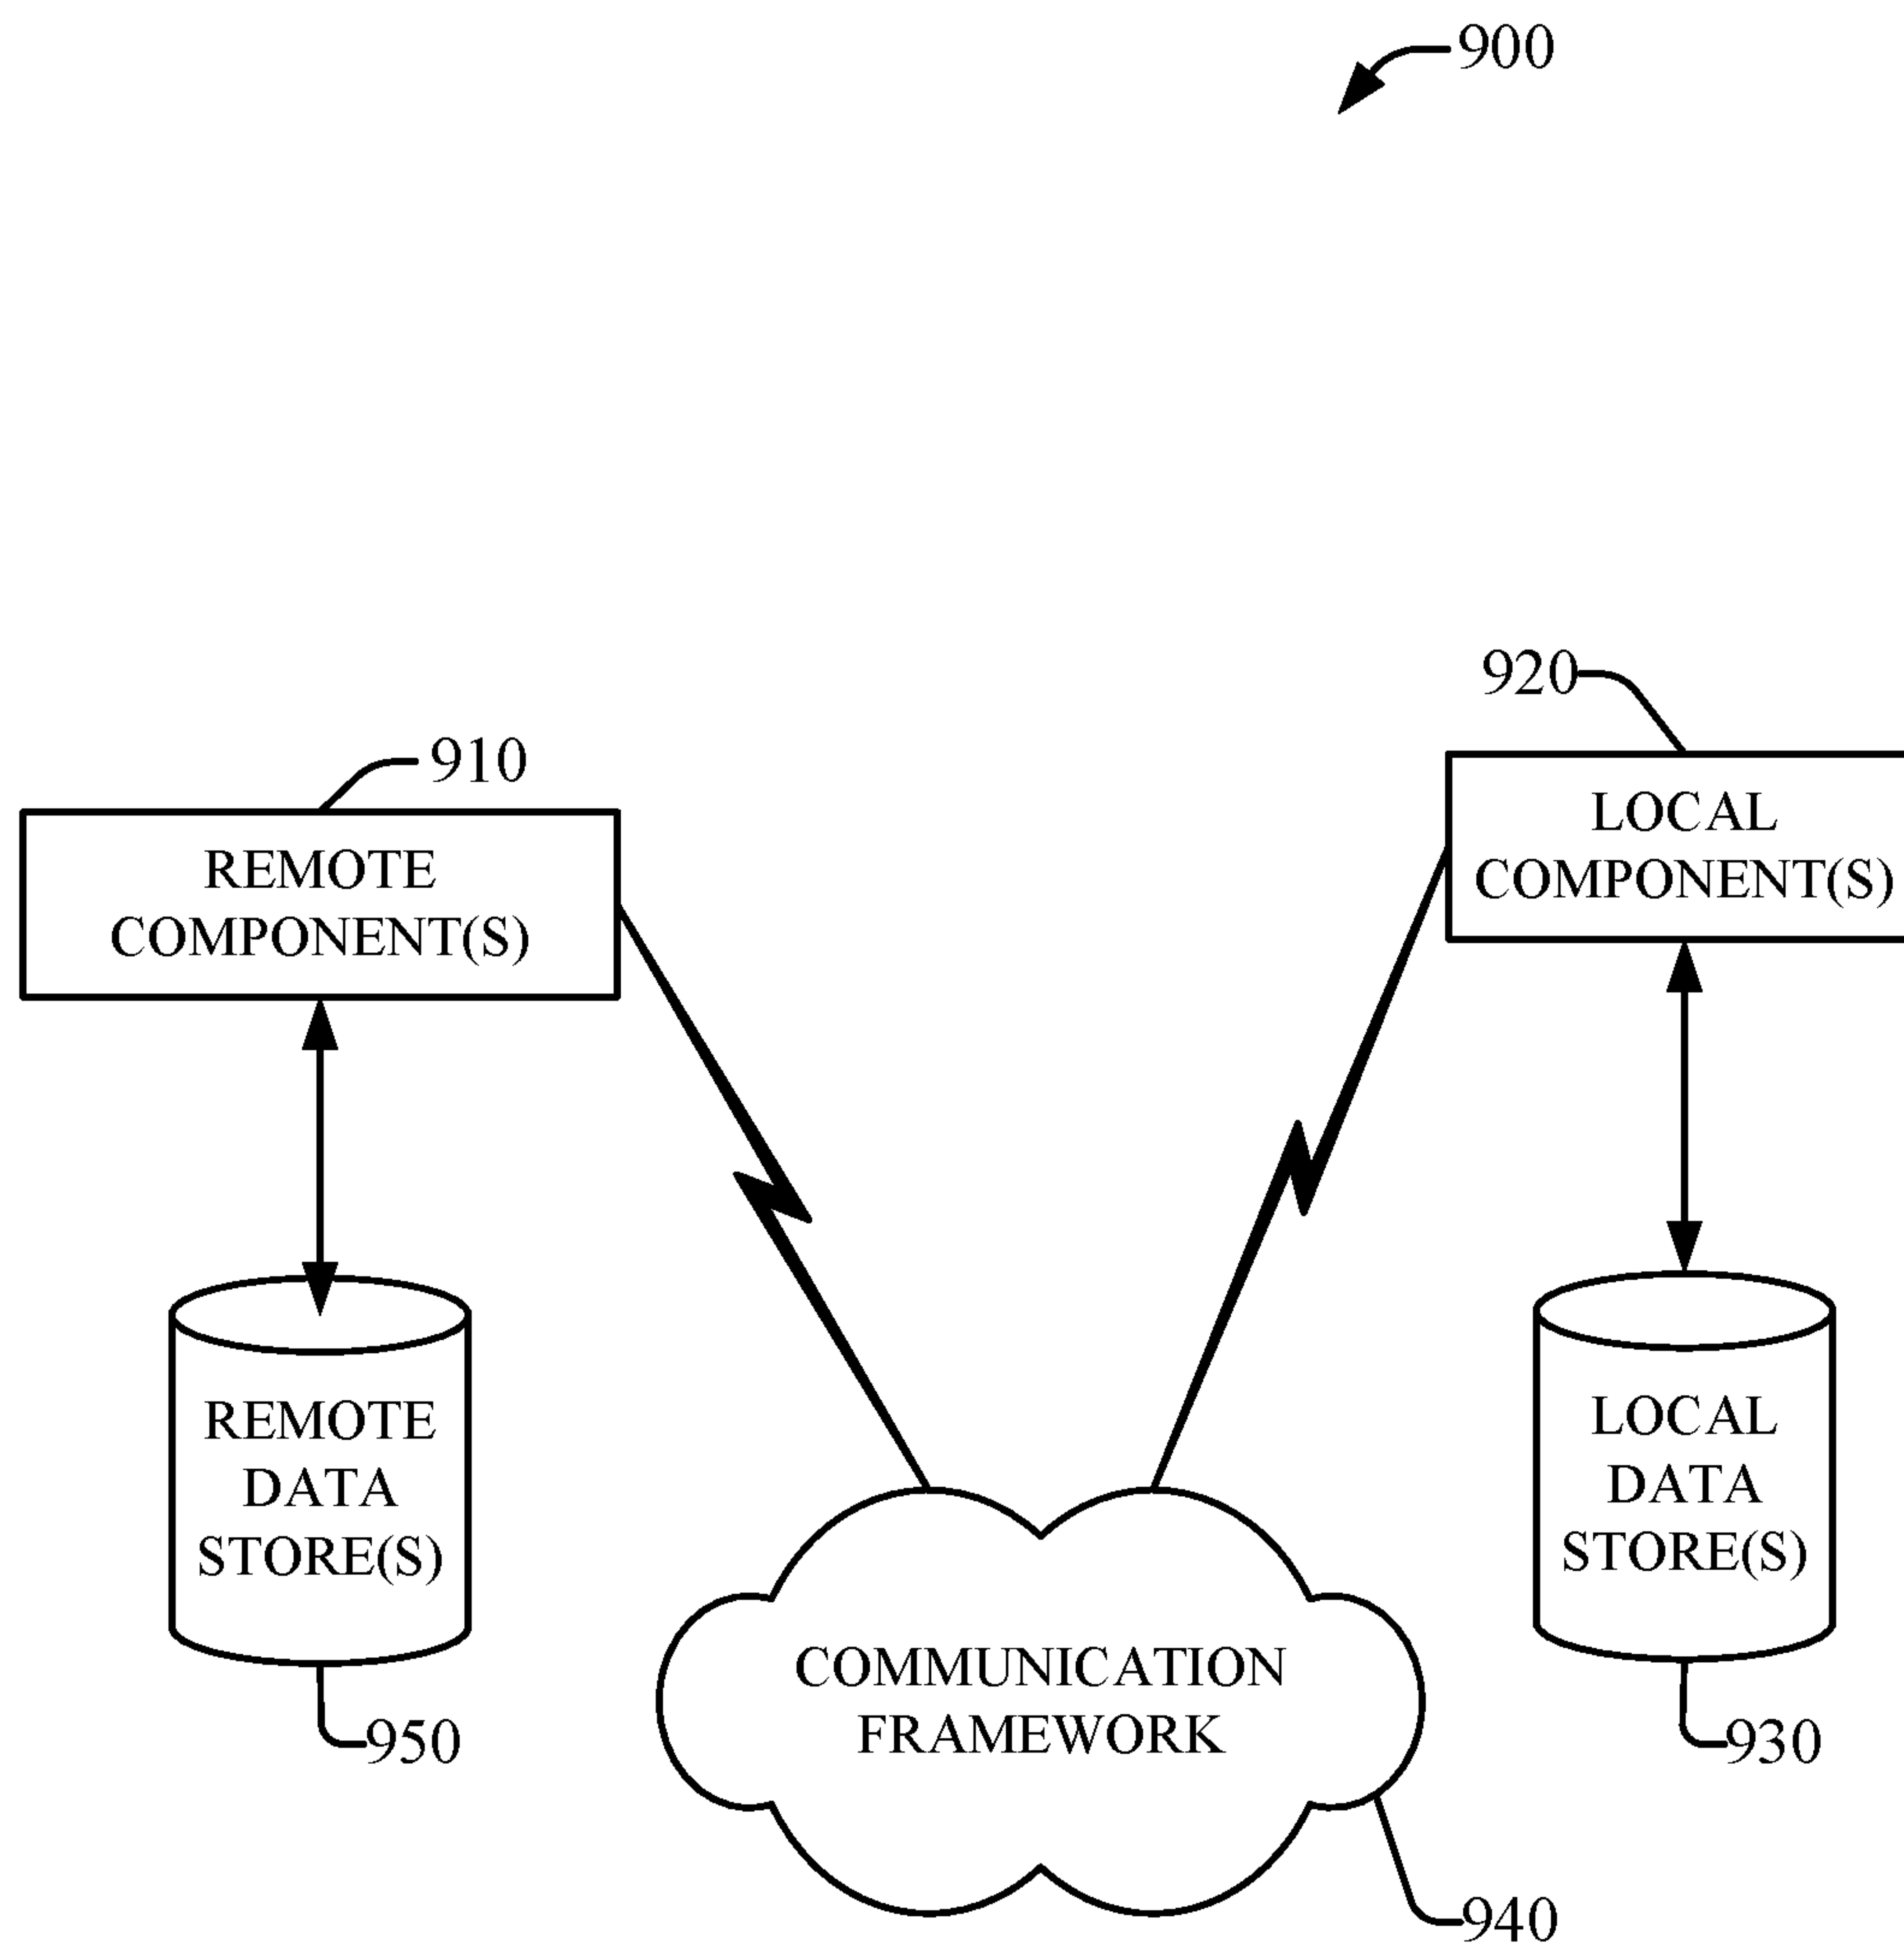 900
920
910
LOCAL
COMPONENT(S)
REMOTE
COMPONENT(S)
REMOTE
DATA
STORE(S)
LOCAL
DATA
STORE(S)
COMMUNICATION
FRAMEWORK
950
930
940